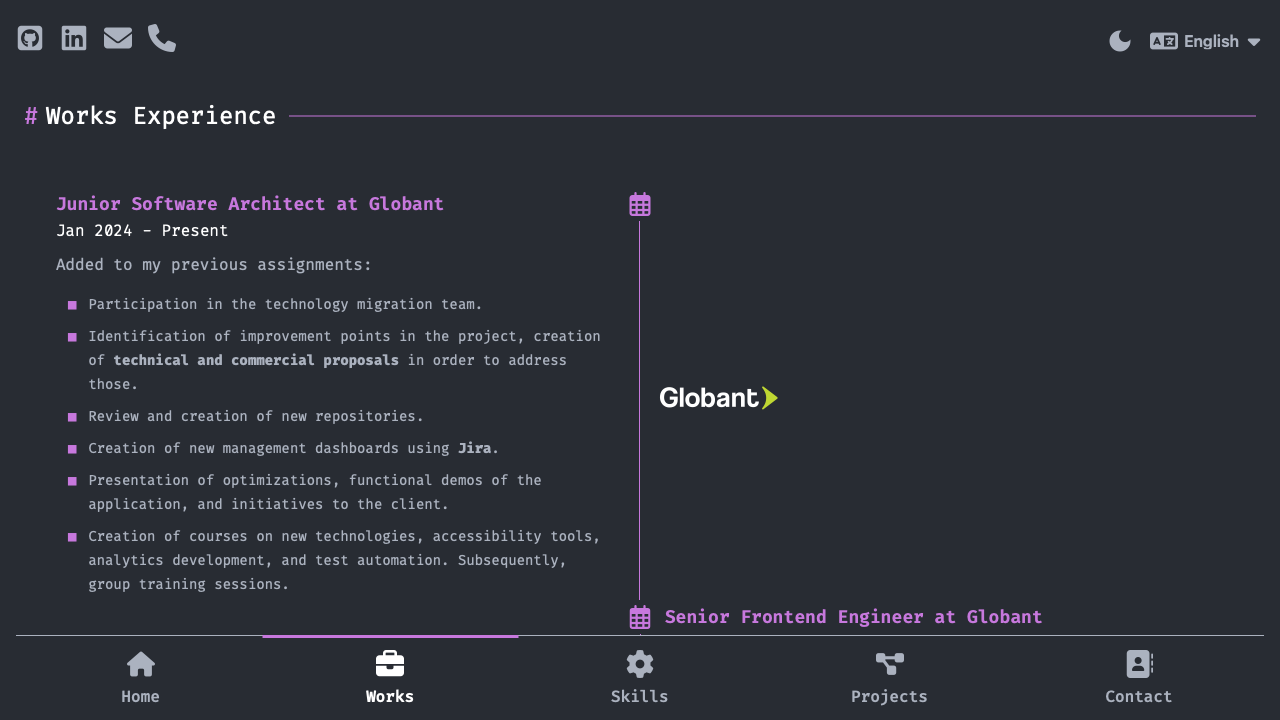 English
# Works Experience
Junior Software Architect at Globant
Jan 2024 - Present
Added to my previous assignments:
Participation in the technology migration team.
Identification of improvement points in the project, creation
of technical and commercial proposals in order to address
those.
Review and creation of new repositories.
Creation of new management dashboards using Jira.
Presentation of optimizations, functional demos of the
application, and initiatives to the client.
Creation of courses on new technologies, accessibility tools,
analytics development, and test automation. Subsequently,
group training sessions.
Globant
Senior Frontend Engineer at Globant
Home
Works
Skills
Projects
Contact